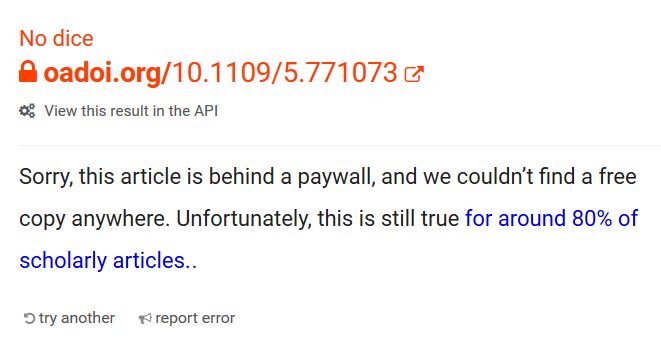 No dice
oadoi.org/10.1109/5.771073
View this result in the API
Sorry, this article is behind a paywall, and we couldn’t find a free
copy anywhere. Unfortunately, this is still true for around 80% of
scholarly articles..
try another report error